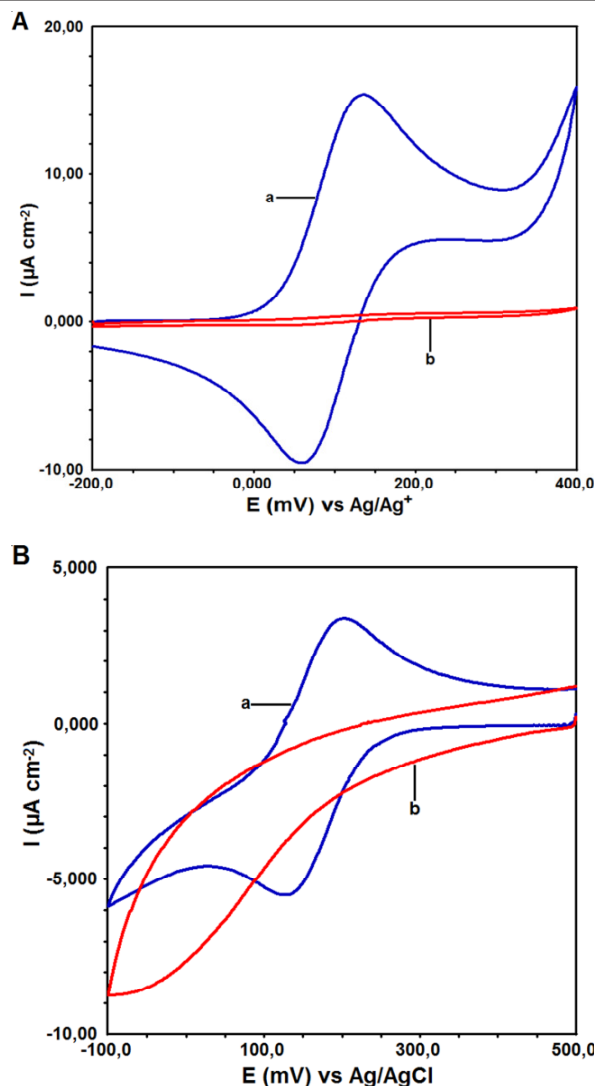 A
20,00
10,00
0,000
-10,00
I (µA cm-2)
a
b
-200,0
0,000
200,0
400,0
E (mV) vs Ag/Ag+
B
5,000
0,000
-5,000
-10,00
I (µA cm-2)
a
b
-100,0
100,0
300,0
500,0
E (mV) vs Ag/AgCl